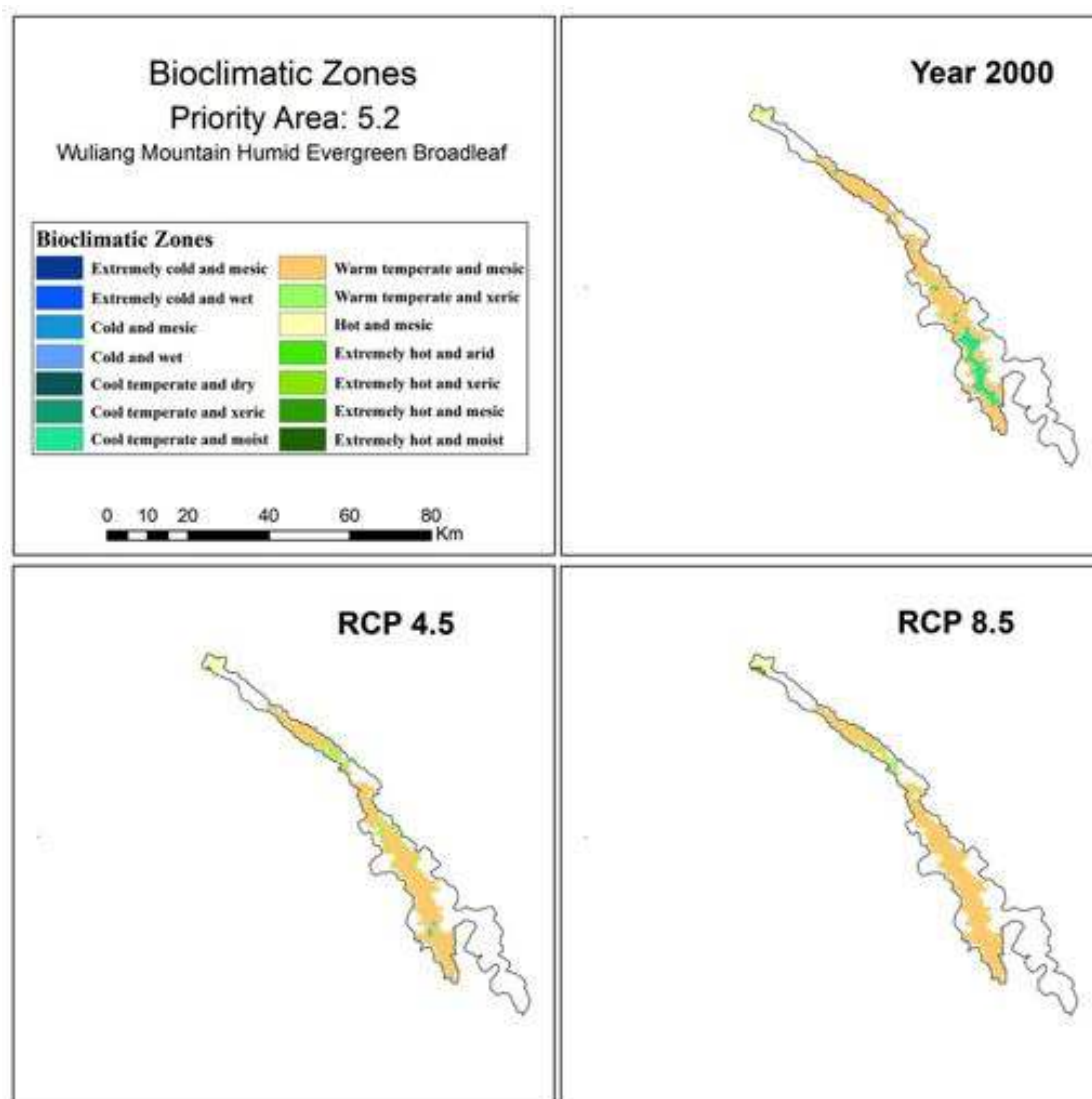 Bioclimatic Zones
Priority Area: 5.2
Wuliang Mountain Humid Evergreen Broadleaf
Bioclimatic Zones
Extremely cold and mesic
Extremely cold and wet
Cold and mesic
Cold and wet
Cool temperate and dry
Cool temperate and xeric
Cool temperate and moist
Warm temperate and mesic
Warm temperate and xeric
Hot and mesic
Extremely hot and arid
Extremely hot and xeric
Extremely hot and mesic
Extremely hot and moist
0 10 20 40 60 80
Km
Year 2000
RCP 4.5
RCP 8.5